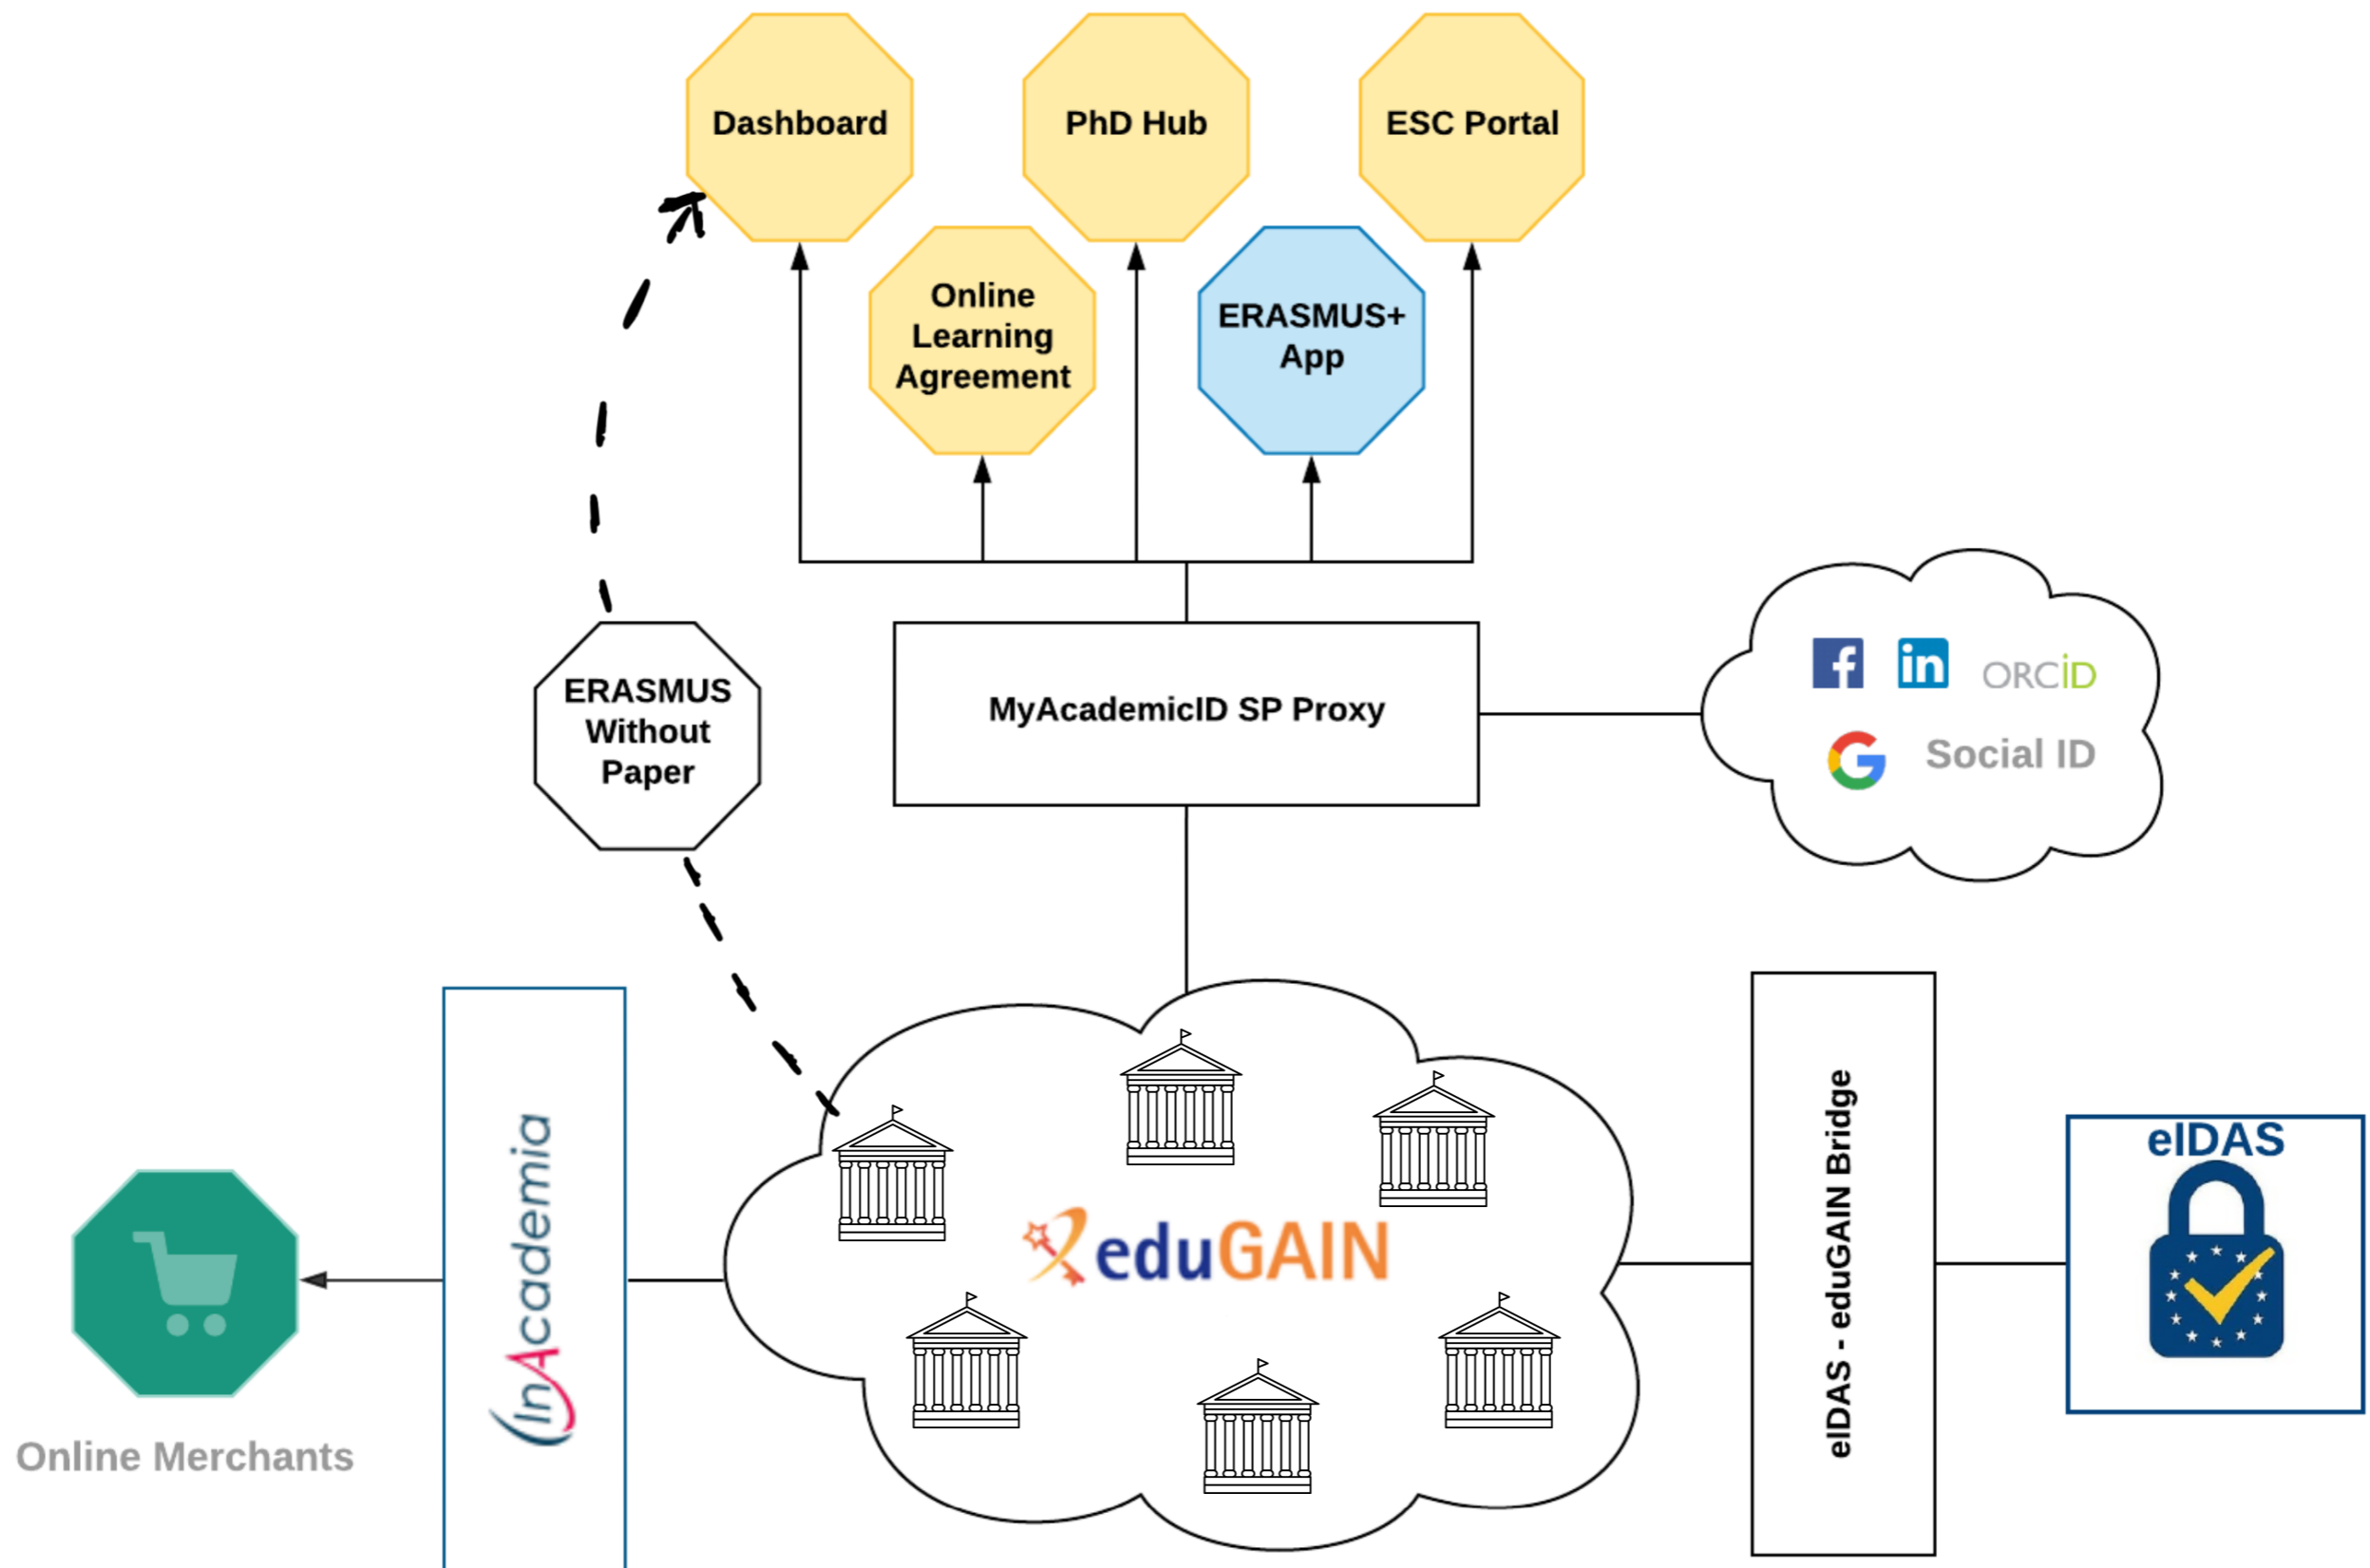 Dashboard
PhD Hub
ESC Portal
Online
Learning
Agreement
ERASMUS+
App
ERASMUS
Without
Paper
MyAcademicID SP Proxy
f
in
ORCiD
G
Social ID
InAcademia
Online Merchants
eduGAIN
eIDAS - eduGAIN Bridge
eIDAS